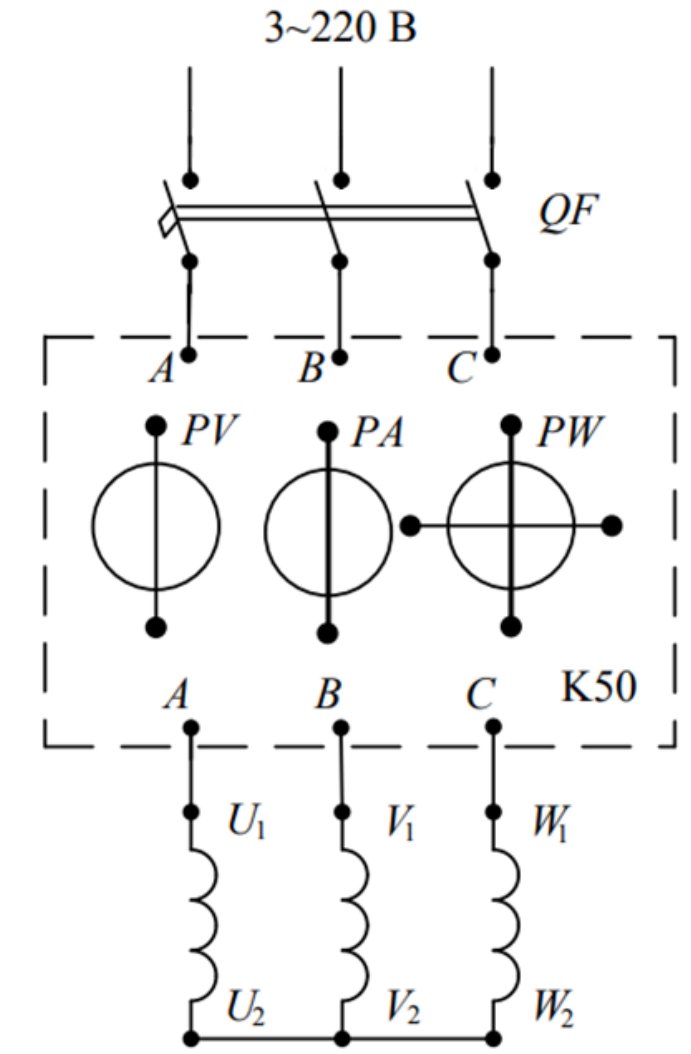 3~220 В
QF
A B C
PV PA PW
A B C K50
U₁ V₁ W₁
U₂ V₂ W₂